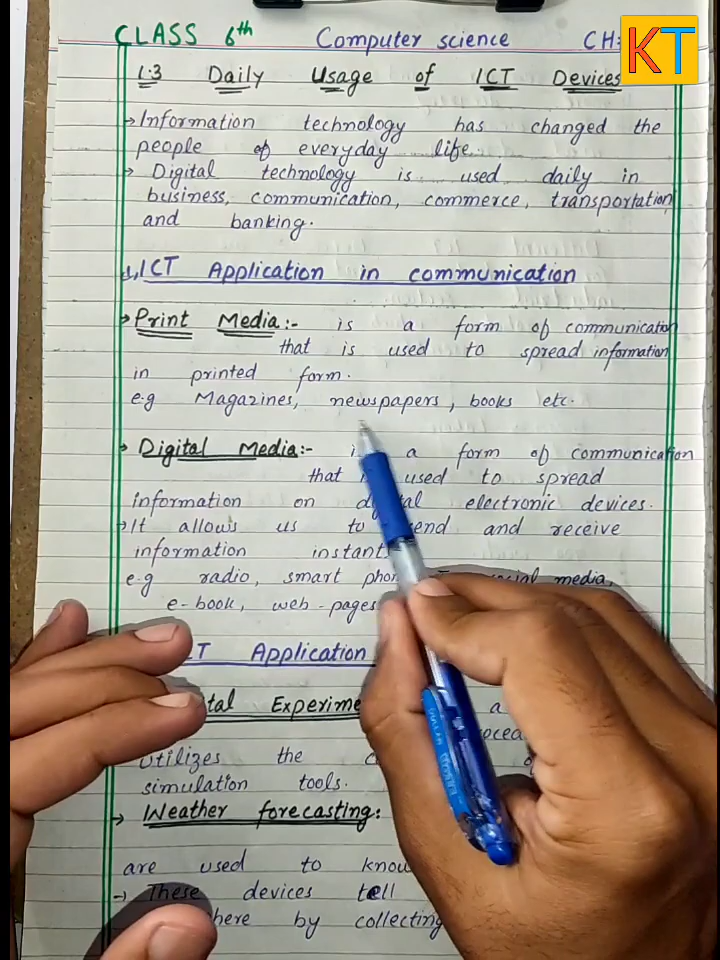 CLASS 6th Computer science CH:
KT
1.3 Daily Usage of ICT Devices
→ Information technology has changed the
people of everyday life.
→ Digital technology is used daily in
business, communication, commerce, transportation
and banking.
ICT Application in communication
→ Print Media:- is a form of communication
that is used to spread information
in printed form.
e.g Magazines, newspapers, books etc.
→ Digital Media:- a form of communication
that used to spread
information on digital electronic devices.
→ It allows us to send and receive
information
e.g radio, smart social media,
e-book, web-pages
Application
a
utilizes the
simulation tools.
→ Weather forecasting:
are used to know
→ These devices tell
by collecting